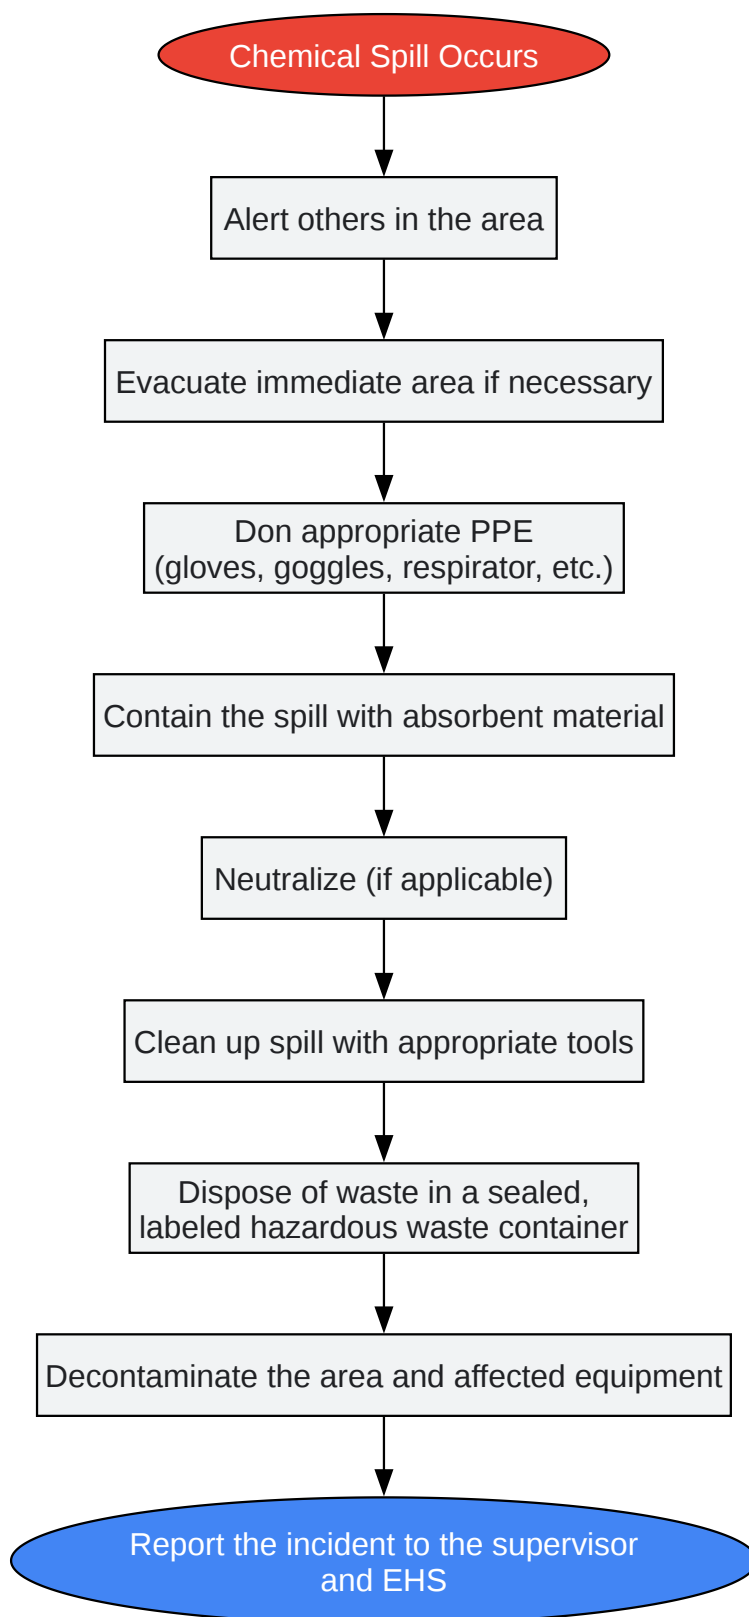 Chemical Spill Occurs
Alert others in the area
Evacuate immediate area if necessary
Don appropriate PPE
(gloves, goggles, respirator, etc.)
Contain the spill with absorbent material
Neutralize (if applicable)
Clean up spill with appropriate tools
Dispose of waste in a sealed,
labeled hazardous waste container
Decontaminate the area and affected equipment
Report the incident to the supervisor
and EHS